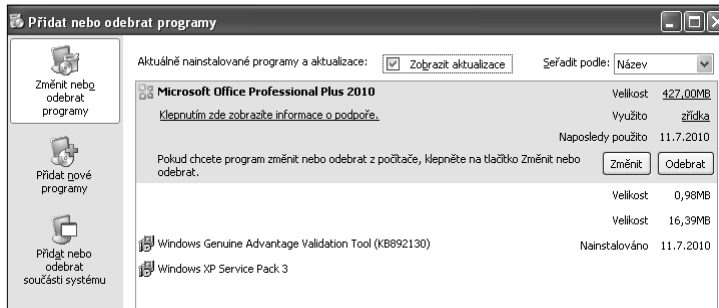 Přidat nebo odebrat programy
Změnit nebo
odebrat
programy
Přidat nové
programy
Přidat nebo
odebrat
součásti systému
Aktuálně nainstalované programy a aktualizace: Zobrazit aktualizace Seřadit podle: Název
Microsoft Office Professional Plus 2010 Velikost 427,00MB
Klepnutím zde zobrazíte informace o podpoře. Využito zřídka
Naposledy použito 11.7.2010
Pokud chcete program změnit nebo odebrat z počítače, klepněte na tlačítko Změnit nebo
odebrat. Změnit Odebrat
Velikost 0,98MB
Velikost 16,39MB
Windows Genuine Advantage Validation Tool (KB892130) Nainstalováno 11.7.2010
Windows XP Service Pack 3